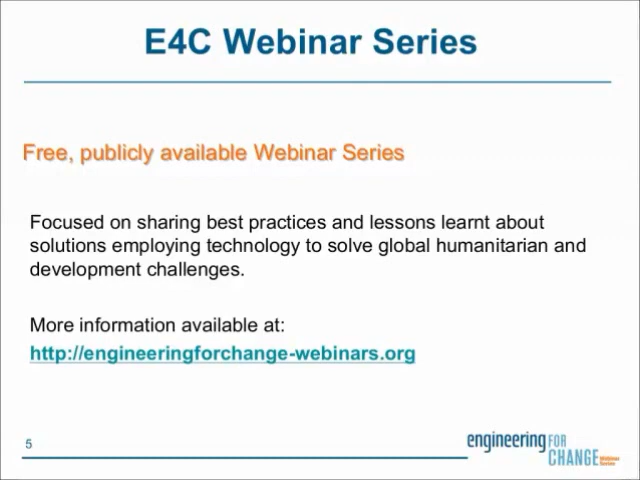 E4C Webinar Series
Free, publicly available Webinar Series
Focused on sharing best practices and lessons learnt about
solutions employing technology to solve global humanitarian and
development challenges.
More information available at:
http://engineeringforchange-webinars.org
5
engineering FOR
CHANGE Webinar
Series